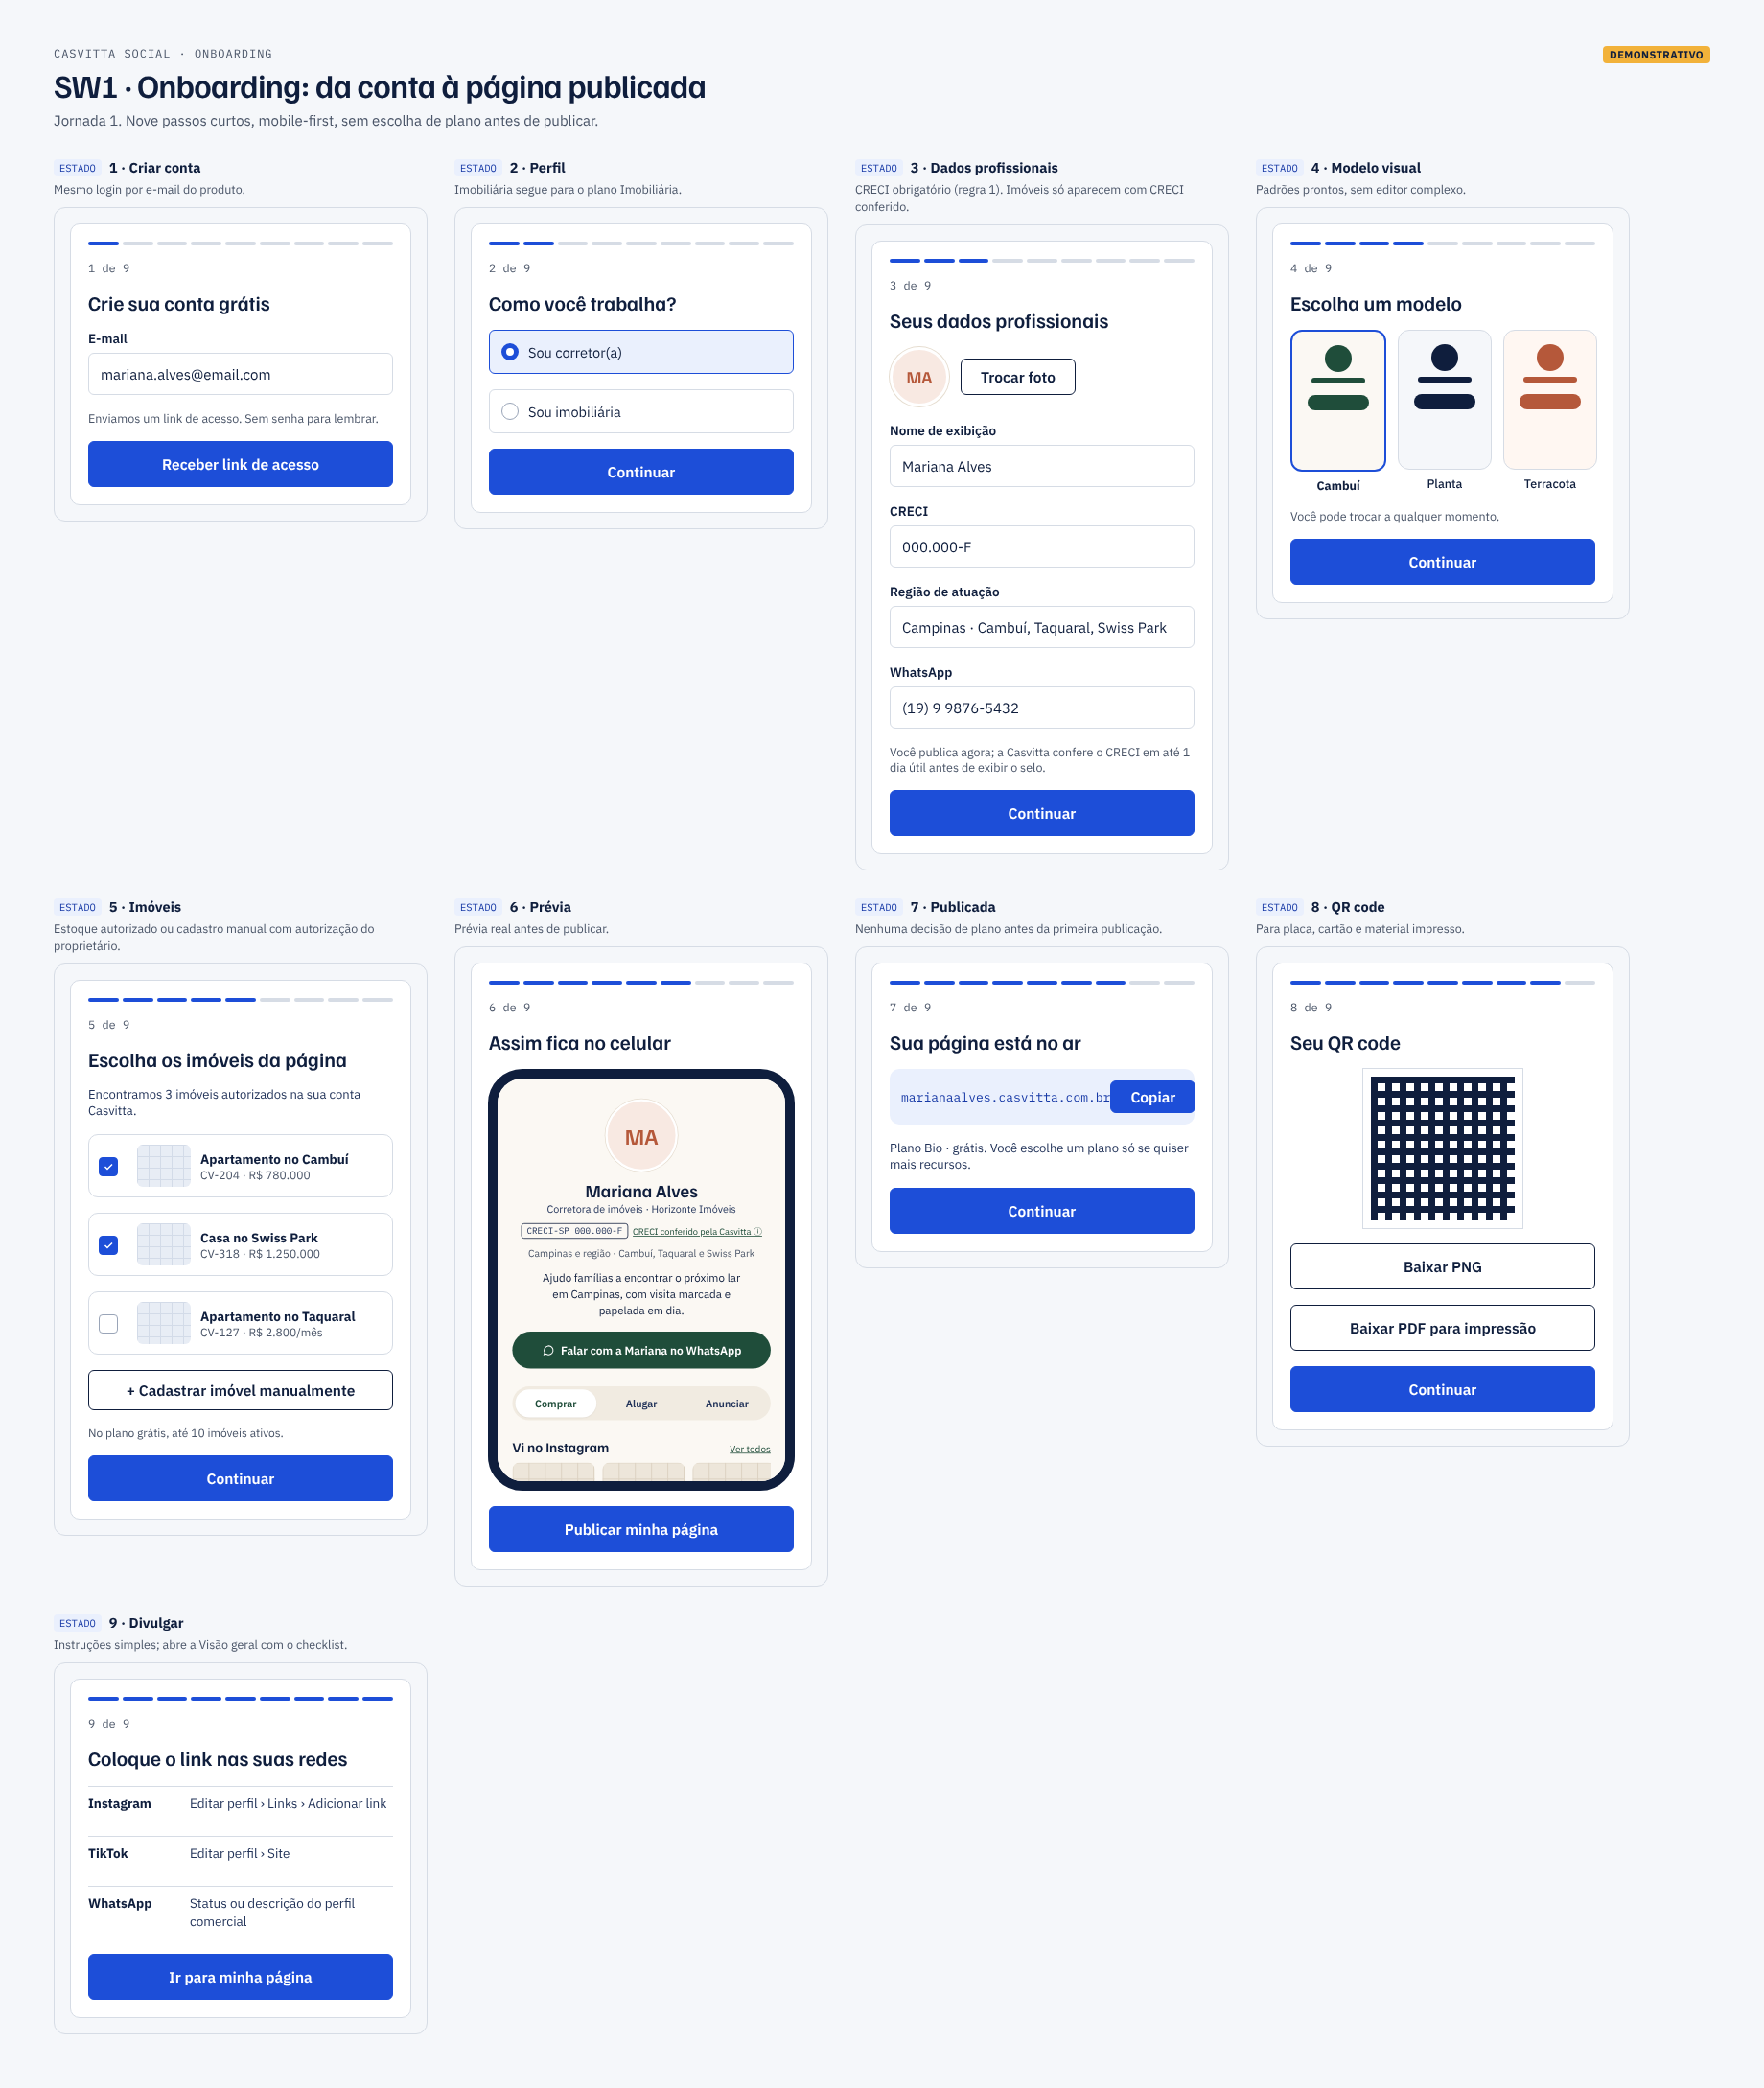 CASVITTA SOCIAL · ONBOARDING
DEMONSTRATIVO
SW1 · Onboarding: da conta à página publicada
Jornada 1. Nove passos curtos, mobile-first, sem escolha de plano antes de publicar.
ESTADO 1 · Criar conta
Mesmo login por e-mail do produto.
1 de 9
Crie sua conta grátis
E-mail
mariana.alves@email.com
Enviamos um link de acesso. Sem senha para lembrar.
Receber link de acesso
ESTADO 2 · Perfil
Imobiliária segue para o plano Imobiliária.
2 de 9
Como você trabalha?
Sou corretor(a)
Sou imobiliária
Continuar
ESTADO 3 · Dados profissionais
CRECI obrigatório (regra 1). Imóveis só aparecem com CRECI
conferido.
3 de 9
Seus dados profissionais
MA
Trocar foto
Nome de exibição
Mariana Alves
CRECI
000.000-F
Região de atuação
Campinas · Cambuí, Taquaral, Swiss Park
WhatsApp
(19) 9 9876-5432
Você publica agora; a Casvitta confere o CRECI em até 1
dia útil antes de exibir o selo.
Continuar
ESTADO 4 · Modelo visual
Padrões prontos, sem editor complexo.
4 de 9
Escolha um modelo
Cambuí
Planta
Terracota
Você pode trocar a qualquer momento.
Continuar
ESTADO 5 · Imóveis
Estoque autorizado ou cadastro manual com autorização do
proprietário.
5 de 9
Escolha os imóveis da página
Encontramos 3 imóveis autorizados na sua conta
Casvitta.
Apartamento no Cambuí
CV-204 · R$ 780.000
Casa no Swiss Park
CV-318 · R$ 1.250.000
Apartamento no Taquaral
CV-127 · R$ 2.800/mês
+ Cadastrar imóvel manualmente
No plano grátis, até 10 imóveis ativos.
Continuar
ESTADO 6 · Prévia
Prévia real antes de publicar.
6 de 9
Assim fica no celular
MA
Mariana Alves
Corretora de imóveis · Horizonte Imóveis
CRECI-SP 000.000-F CRECI conferido pela Casvitta ⓘ
Campinas e região · Cambuí, Taquaral e Swiss Park
Ajudo famílias a encontrar o próximo lar
em Campinas, com visita marcada e
papelada em dia.
Falar com a Mariana no WhatsApp
Comprar
Alugar
Anunciar
Vi no Instagram
Ver todos
Publicar minha página
ESTADO 7 · Publicada
Nenhuma decisão de plano antes da primeira publicação.
7 de 9
Sua página está no ar
marianaalves.casvitta.com.br
Copiar
Plano Bio · grátis. Você escolhe um plano só se quiser
mais recursos.
Continuar
ESTADO 8 · QR code
Para placa, cartão e material impresso.
8 de 9
Seu QR code
Baixar PNG
Baixar PDF para impressão
Continuar
ESTADO 9 · Divulgar
Instruções simples; abre a Visão geral com o checklist.
9 de 9
Coloque o link nas suas redes
Instagram Editar perfil › Links › Adicionar link
TikTok Editar perfil › Site
WhatsApp Status ou descrição do perfil
comercial
Ir para minha página